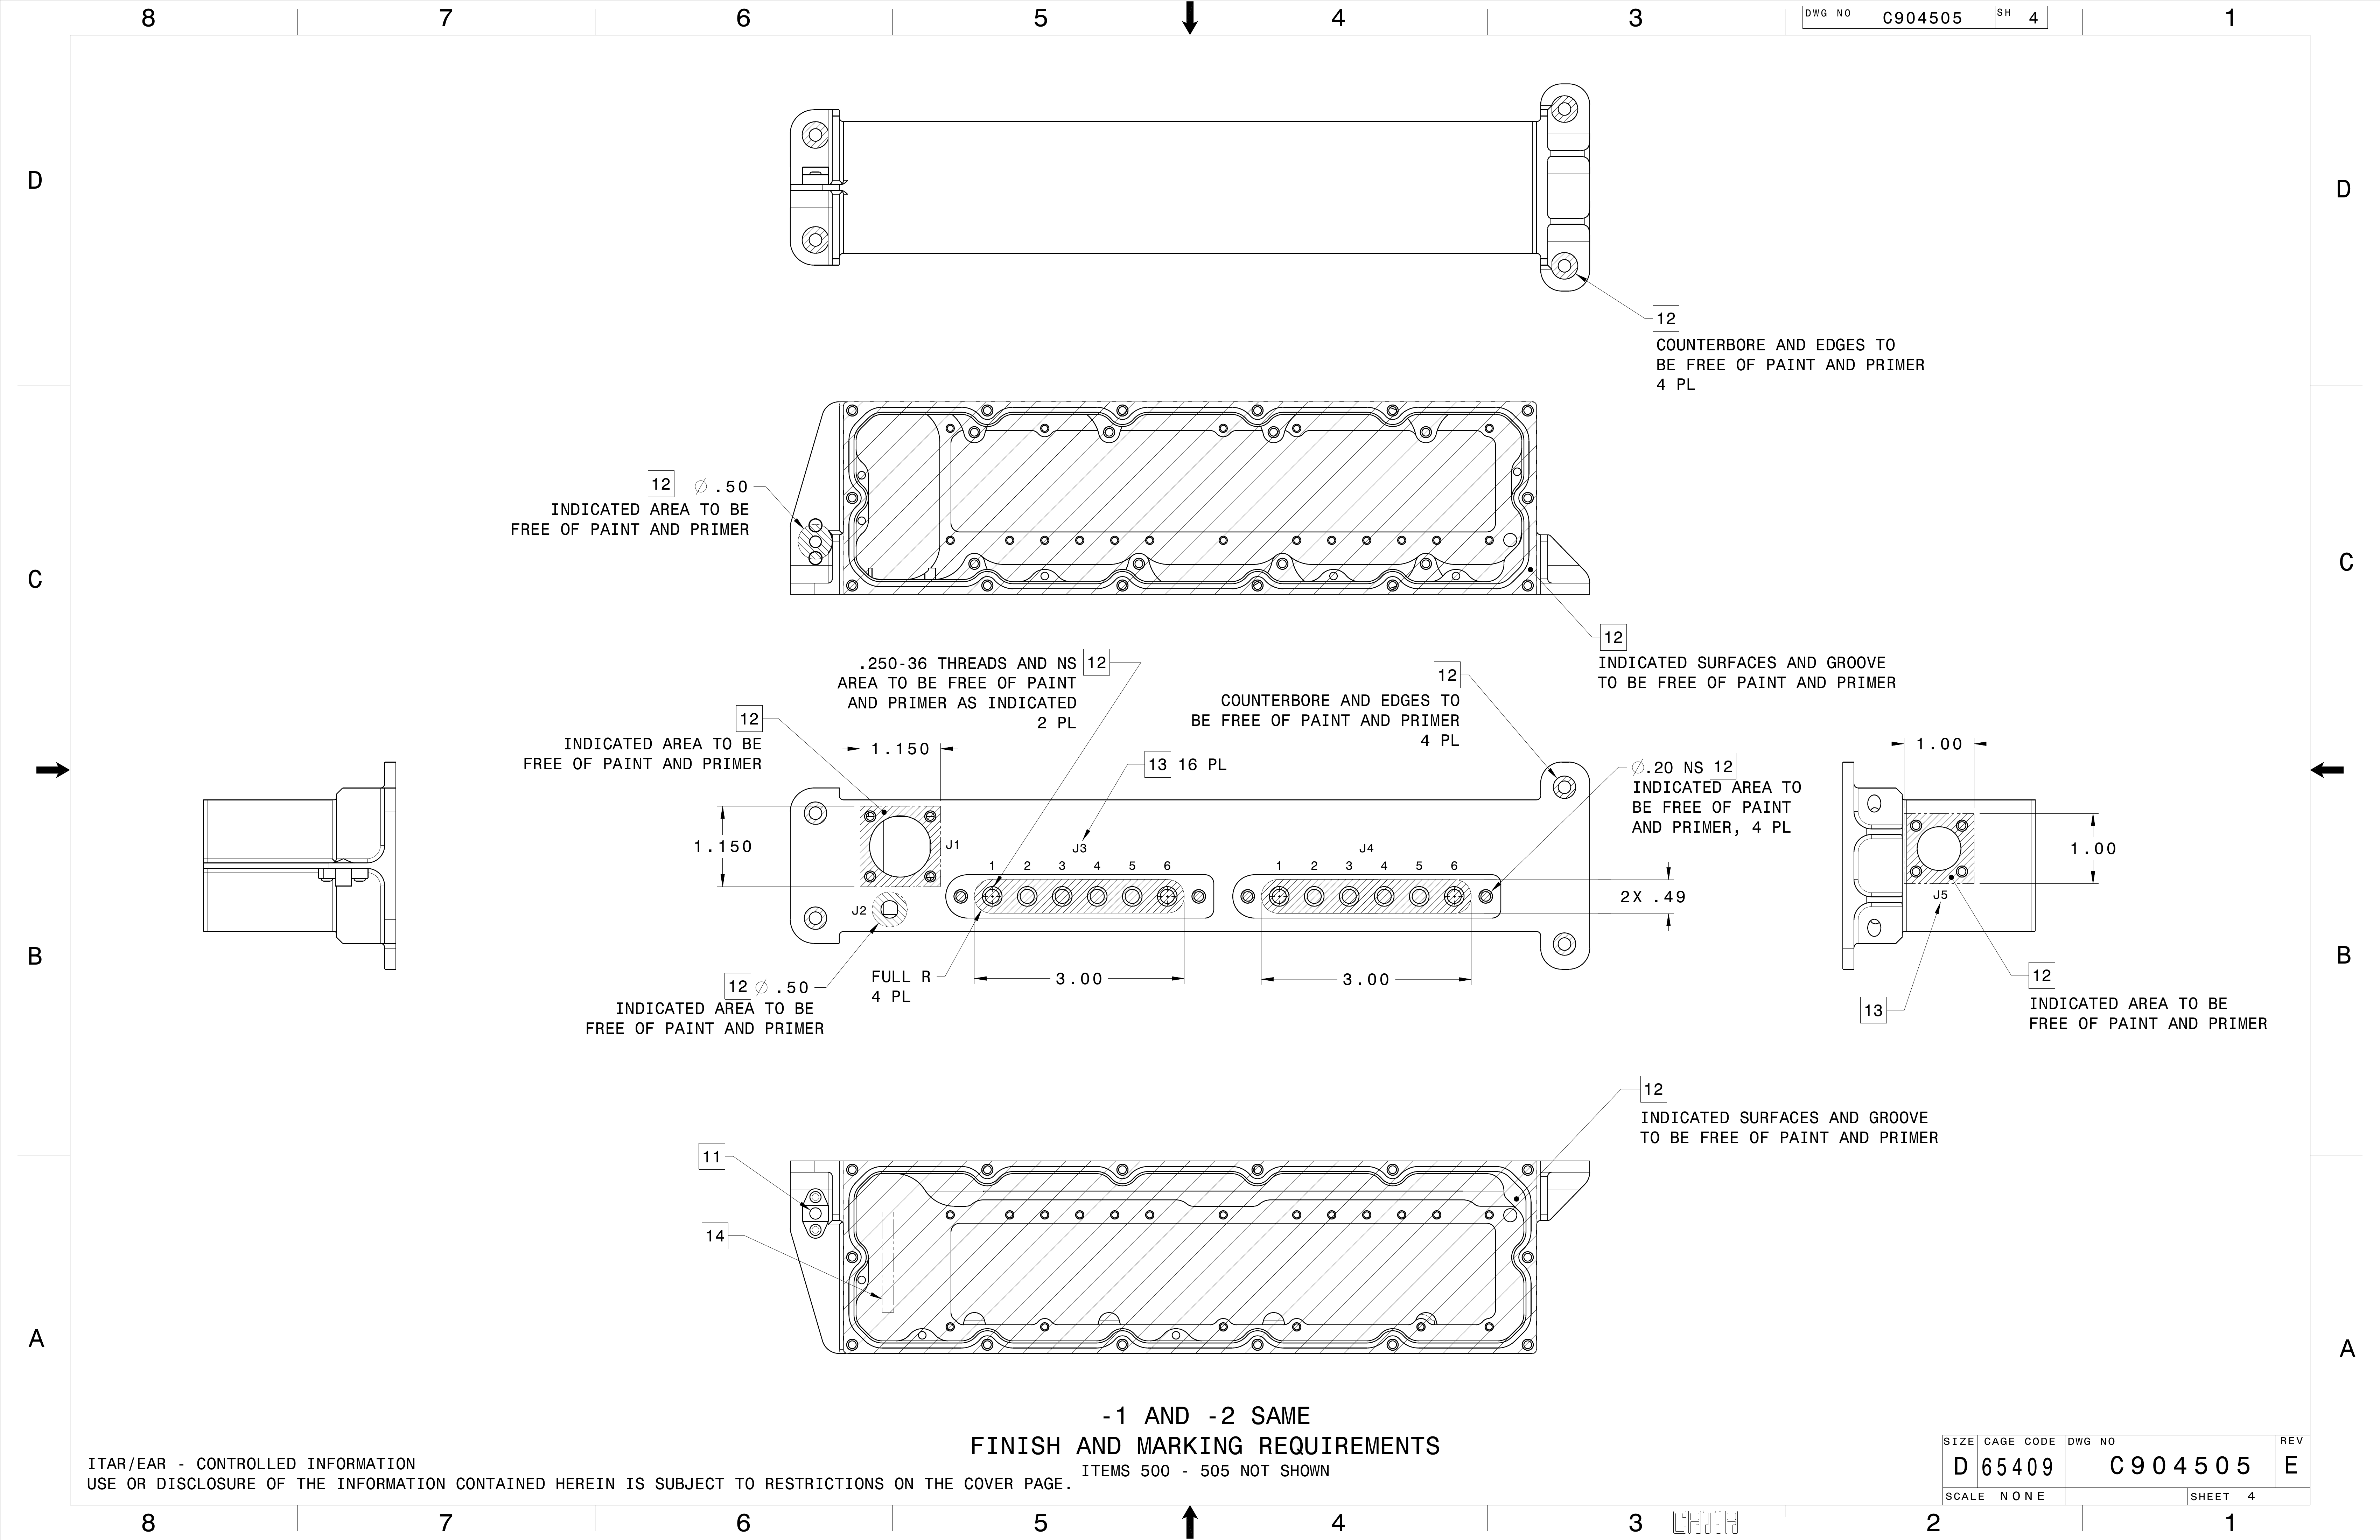 8 7 6 5 4 3 1
DWG NO C904505 SH 4
D D
12
COUNTERBORE AND EDGES TO
BE FREE OF PAINT AND PRIMER
4 PL
12 ∅ .50
INDICATED AREA TO BE
FREE OF PAINT AND PRIMER
C C
12
INDICATED SURFACES AND GROOVE
TO BE FREE OF PAINT AND PRIMER
.250-36 THREADS AND NS 12
AREA TO BE FREE OF PAINT
AND PRIMER AS INDICATED
2 PL
12
COUNTERBORE AND EDGES TO
BE FREE OF PAINT AND PRIMER
4 PL
12
INDICATED AREA TO BE
FREE OF PAINT AND PRIMER
1.150
13 16 PL
∅.20 NS 12
INDICATED AREA TO
BE FREE OF PAINT
AND PRIMER, 4 PL
1.00
1.150
J1
J3
J4
1.00
1 2 3 4 5 6
1 2 3 4 5 6
J2
2X .49
J5
B B
12 ∅ .50
INDICATED AREA TO BE
FREE OF PAINT AND PRIMER
FULL R
4 PL
3.00
3.00
13
12
INDICATED AREA TO BE
FREE OF PAINT AND PRIMER
12
INDICATED SURFACES AND GROOVE
TO BE FREE OF PAINT AND PRIMER
11
14
A A
-1 AND -2 SAME
FINISH AND MARKING REQUIREMENTS
ITEMS 500 - 505 NOT SHOWN
ITAR/EAR - CONTROLLED INFORMATION
USE OR DISCLOSURE OF THE INFORMATION CONTAINED HEREIN IS SUBJECT TO RESTRICTIONS ON THE COVER PAGE.
SIZE CAGE CODE DWG NO REV
D 65409 C904505 E
SCALE NONE SHEET 4
8 7 6 5 4 3 CATIA 2 1